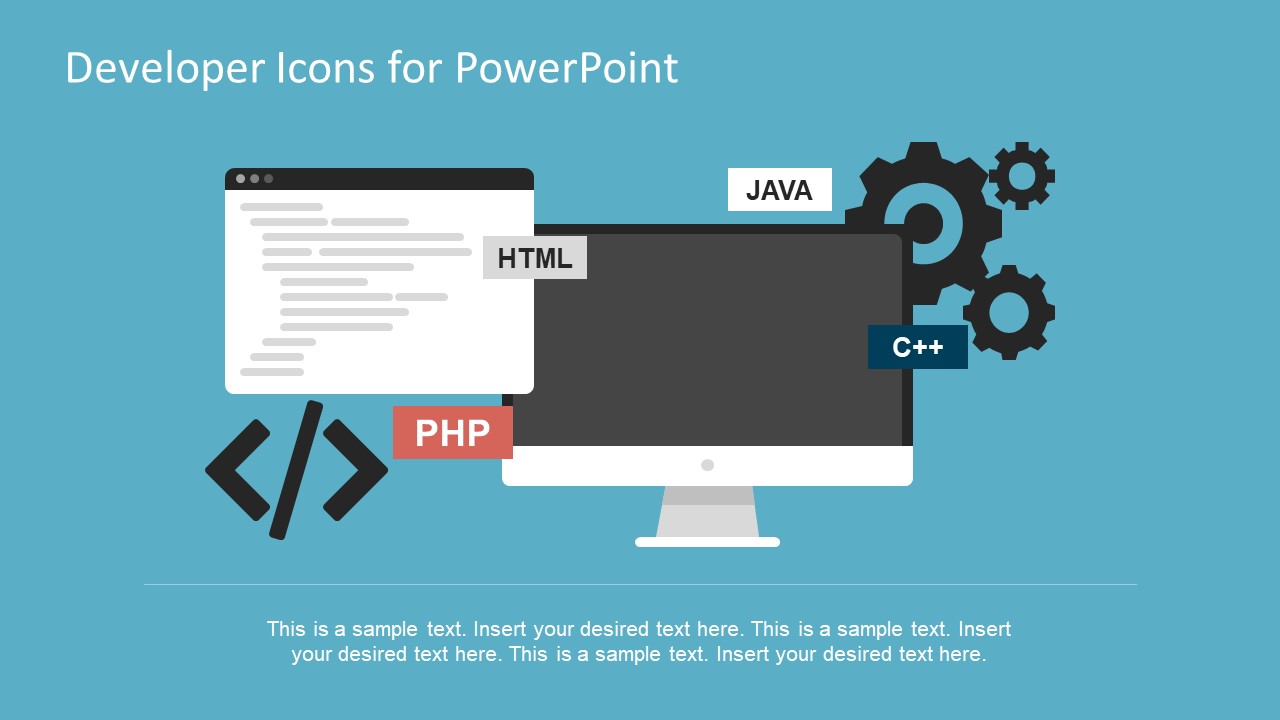 Developer Icons for PowerPoint
JAVA
HTML
C++
PHP
This is a sample text. Insert your desired text here. This is a sample text. Insert
your desired text here. This is a sample text. Insert your desired text here.